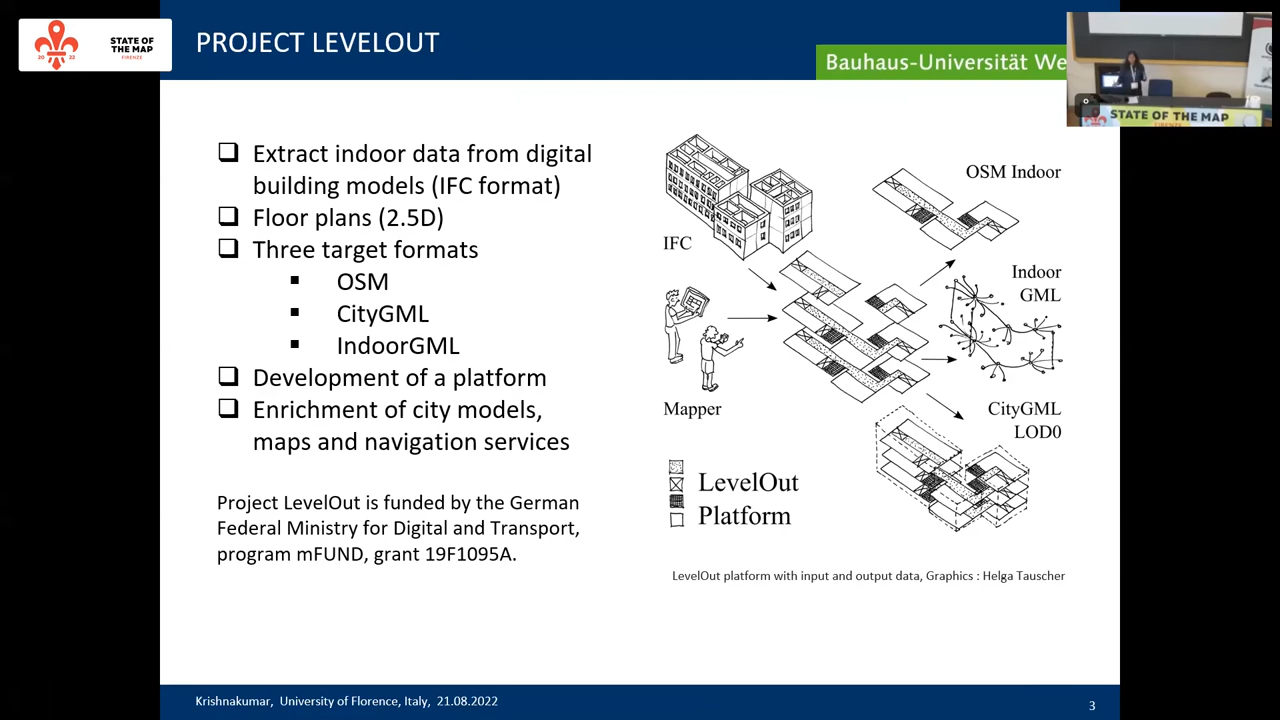 STATE OF
THE MAP
20 22
FIRENZE
PROJECT LEVELOUT
Bauhaus-Universität We
STATE OF THE MAP
FIRENZE
❑ Extract indoor data from digital
building models (IFC format)
❑ Floor plans (2.5D)
❑ Three target formats
▪ OSM
▪ CityGML
▪ IndoorGML
❑ Development of a platform
❑ Enrichment of city models,
maps and navigation services
Project LevelOut is funded by the German
Federal Ministry for Digital and Transport,
program mFUND, grant 19F1095A.
OSM Indoor
IFC
Indoor
GML
Mapper
CityGML
LOD0
LevelOut
Platform
LevelOut platform with input and output data, Graphics : Helga Tauscher
Krishnakumar, University of Florence, Italy, 21.08.2022
3